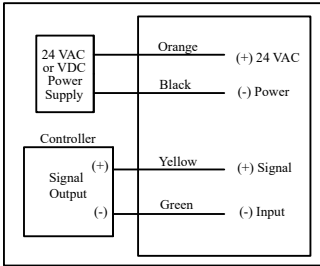 24 VAC
or VDC
Power
Supply
Orange
(+) 24 VAC
Black
(-) Power
Controller
Signal
Output
(+)
(-)
Yellow
(+) Signal
Green
(-) Input